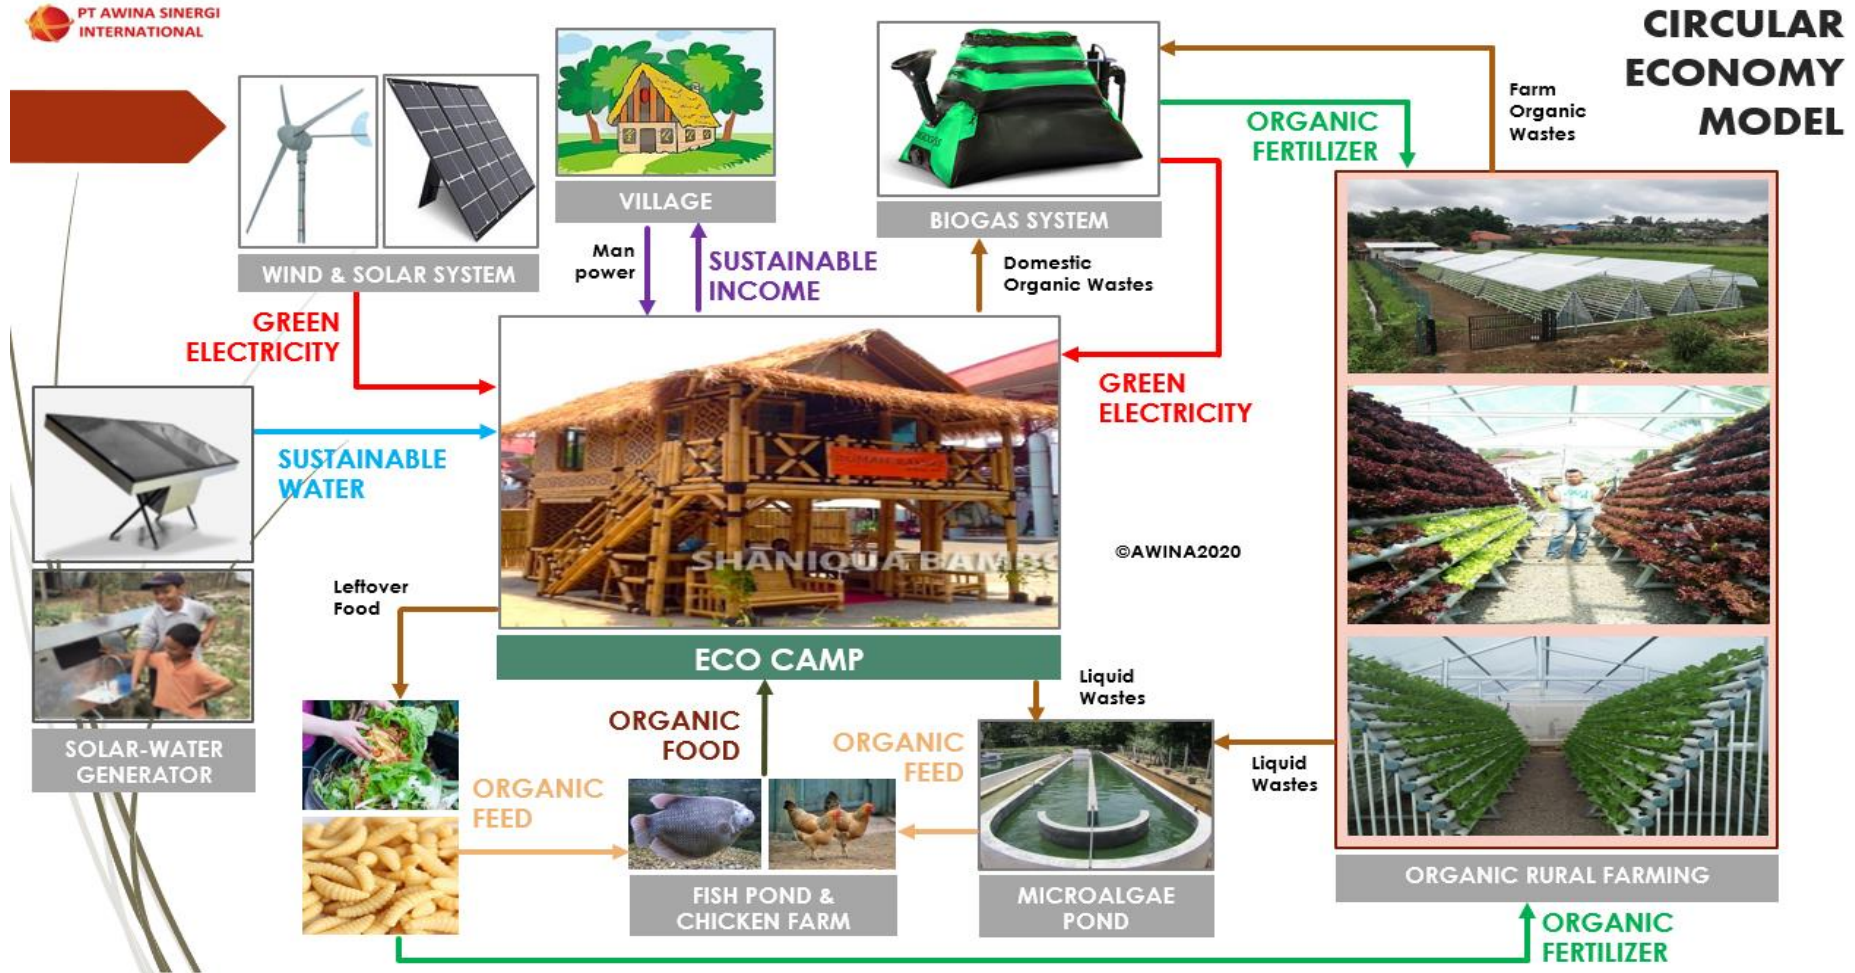 PT AWINA SINERGI
INTERNATIONAL
CIRCULAR
ECONOMY
MODEL
WIND & SOLAR SYSTEM
VILLAGE
BIOGAS SYSTEM
Farm
Organic
Wastes
ORGANIC
FERTILIZER
Man
power
SUSTAINABLE
INCOME
Domestic
Organic Wastes
GREEN
ELECTRICITY
GREEN
ELECTRICITY
SUSTAINABLE
WATER
SHANIQUA BAMB
©AWINA2020
Leftover
Food
ECO CAMP
SOLAR-WATER
GENERATOR
Liquid
Wastes
ORGANIC
FOOD
ORGANIC
FEED
ORGANIC
FEED
Liquid
Wastes
FISH POND &
CHICKEN FARM
MICROALGAE
POND
ORGANIC RURAL FARMING
ORGANIC
FERTILIZER